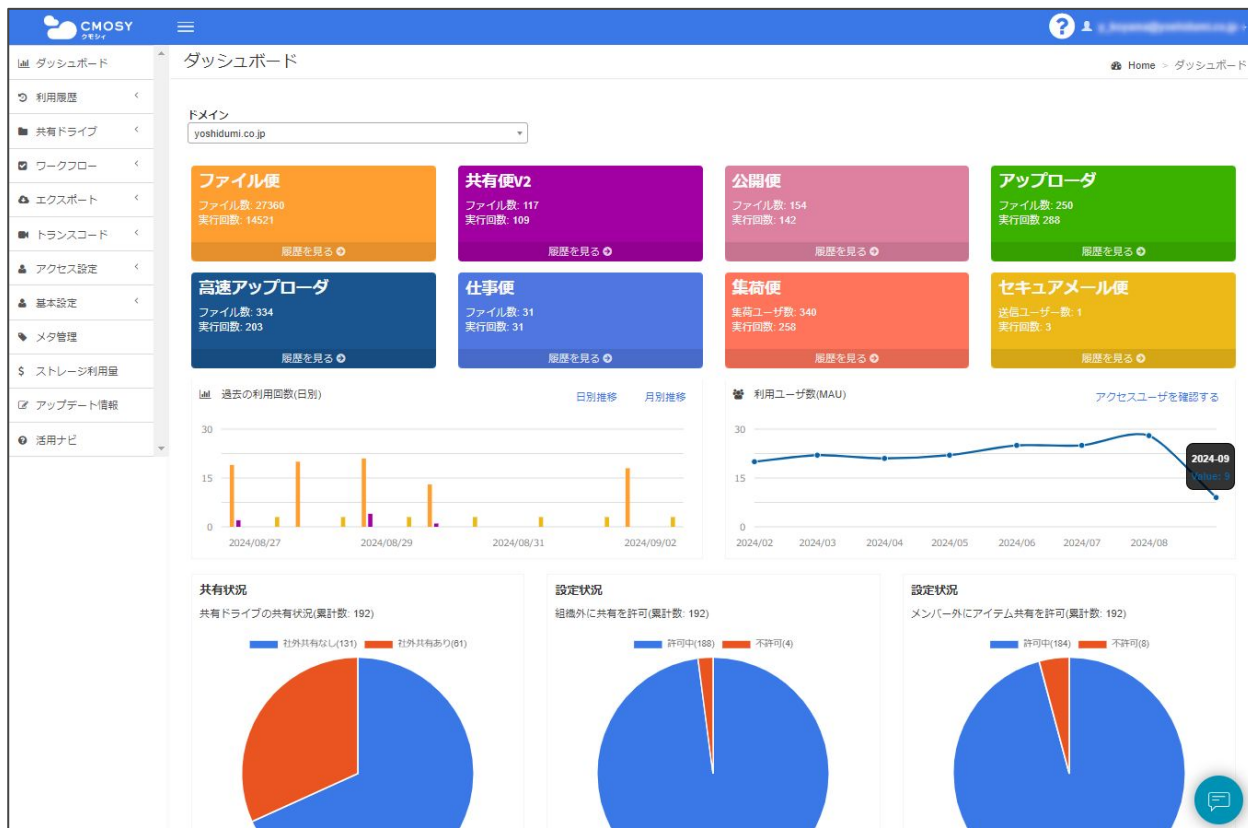 CMOSY
クモシィ
ダッシュボード
利用履歴
共有ドライブ
ワークフロー
エクスポート
トランスコード
アクセス設定
基本設定
メタ管理
ストレージ利用量
アップデート情報
活用ナビ
ダッシュボード
Home > ダッシュボード
ドメイン
yoshidumi.co.jp
ファイル便
ファイル数: 27360
実行回数: 14521
履歴を見る
共有便V2
ファイル数: 117
実行回数: 109
履歴を見る
公開便
ファイル数: 154
実行回数: 142
履歴を見る
アップローダ
ファイル数: 250
実行回数 288
履歴を見る
高速アップローダ
ファイル数: 334
実行回数: 203
履歴を見る
仕事便
ファイル数: 31
実行回数: 31
履歴を見る
集荷便
集荷ユーザ数: 340
実行回数: 258
履歴を見る
セキュアメール便
送信ユーザー数: 1
実行回数: 3
履歴を見る
過去の利用回数(日別)
日別推移 月別推移
30
15
0
2024/08/27 2024/08/29 2024/08/31 2024/09/02
利用ユーザ数(MAU)
アクセスユーザを確認する
30
15
0
2024-09
Value: 9
2024/02 2024/03 2024/04 2024/05 2024/06 2024/07 2024/08
共有状況
共有ドライブの共有状況(累計数: 192)
社外共有なし(131) 社外共有あり(61)
設定状況
組織外に共有を許可(累計数: 192)
許可中(188) 不許可(4)
設定状況
メンバー外にアイテム共有を許可(累計数: 192)
許可中(184) 不許可(8)